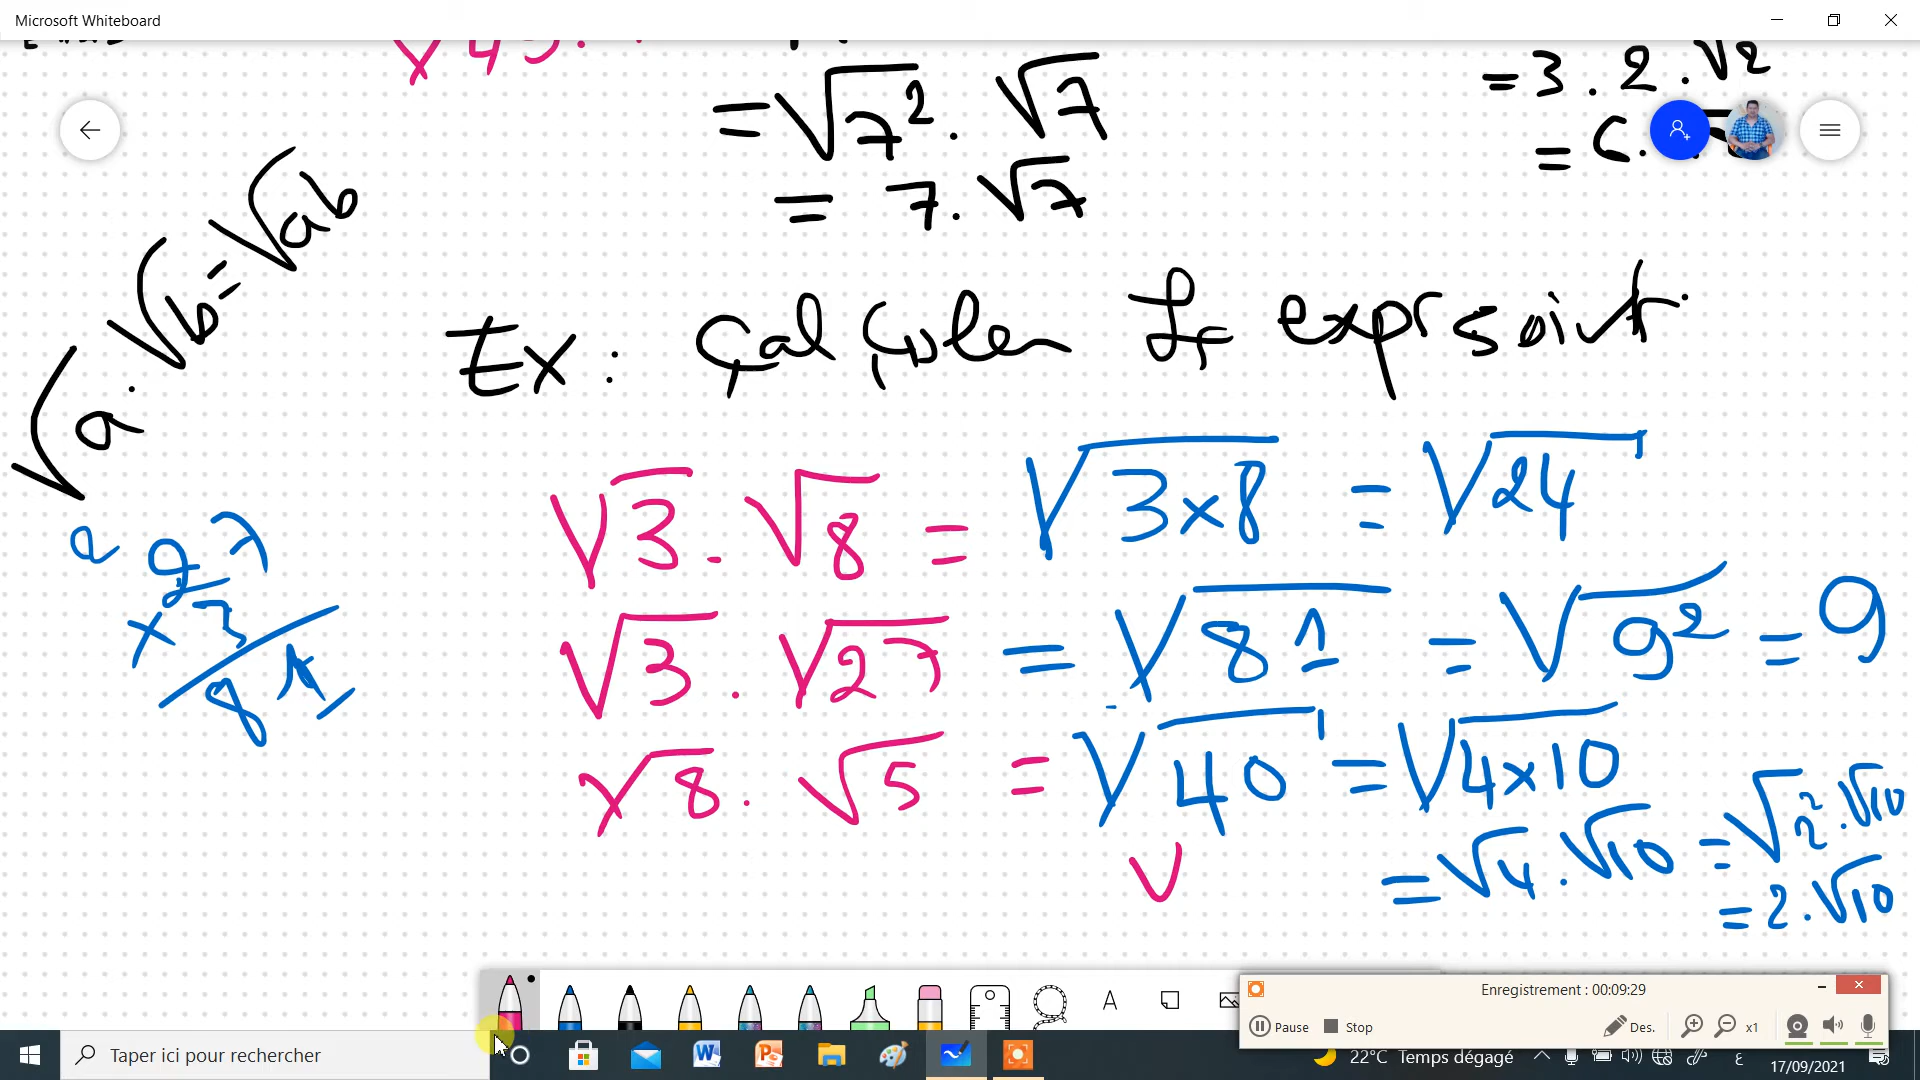 Microsoft Whiteboard
= √7² . √7
= 7 . √7
= 3 . 2 . √2
= 6 .
√a . √b = √ab
Ex : Calculer
√3 . √8 = √3×8 = √24
√3 . √27 = √81 = √9² = 9
√8 . √5 = √40 = √4×10
= √4 . √10 = √2² . √10
= 2 . √10
2
27
× 3
81
A
Enregistrement : 00:09:29
Pause
Stop
Des.
x1
Taper ici pour rechercher
22°C Temps dégagé
ع
17/09/2021